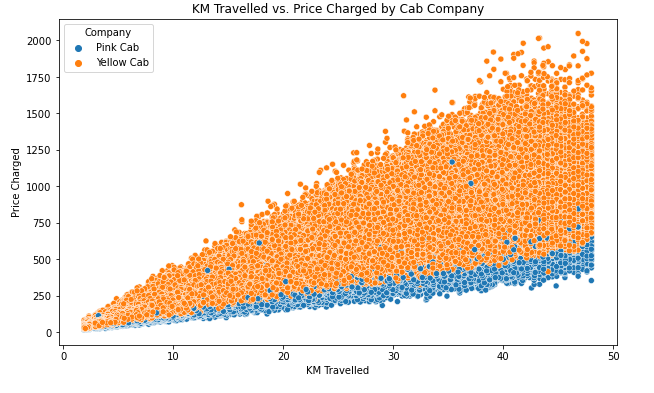 KM Travelled vs. Price Charged by Cab Company
Company
Pink Cab
Yellow Cab
Price Charged
2000
1750
1500
1250
1000
750
500
250
0
0 10 20 30 40 50
KM Travelled